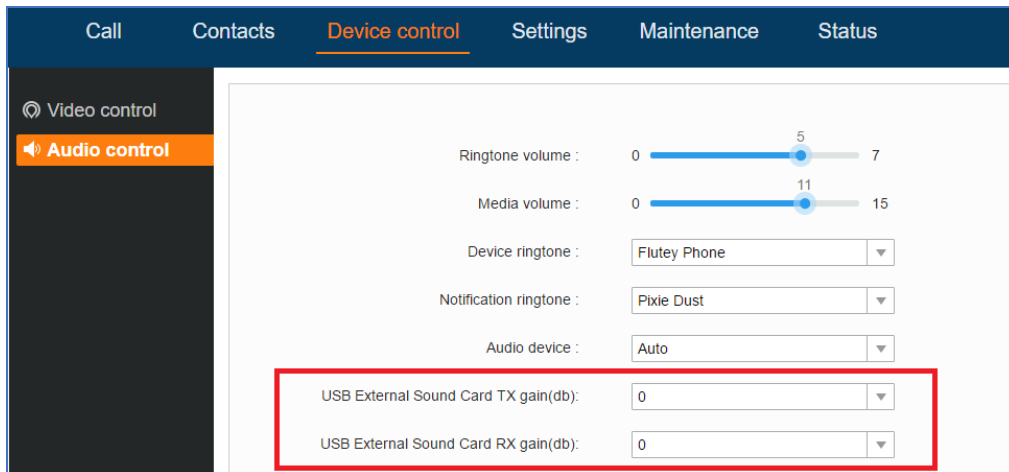 Call Contacts Device control Settings Maintenance Status
Video control
Audio control
Ringtone volume : 0 5 7
Media volume : 0 11 15
Device ringtone : Flutey Phone
Notification ringtone : Pixie Dust
Audio device : Auto
USB External Sound Card TX gain(db): 0
USB External Sound Card RX gain(db): 0